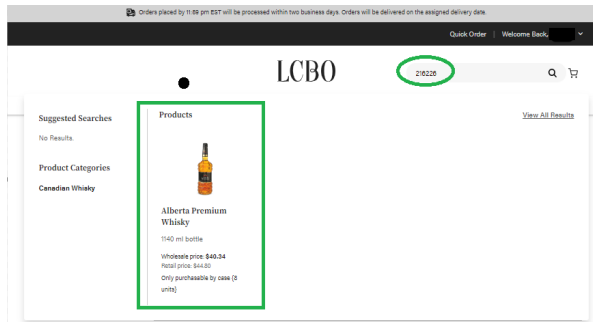 Orders placed by 11:59 pm EST will be processed within two business days. Orders will be delivered on the assigned delivery date.
Quick Order | Welcome Back,
LCBO
216226
Suggested Searches
No Results.
Product Categories
Canadian Whisky
Products
View All Results
Alberta Premium
Whisky
1140 ml bottle
Wholesale price: $40.34
Retail price: $44.80
Only purchasable by case (8
units)